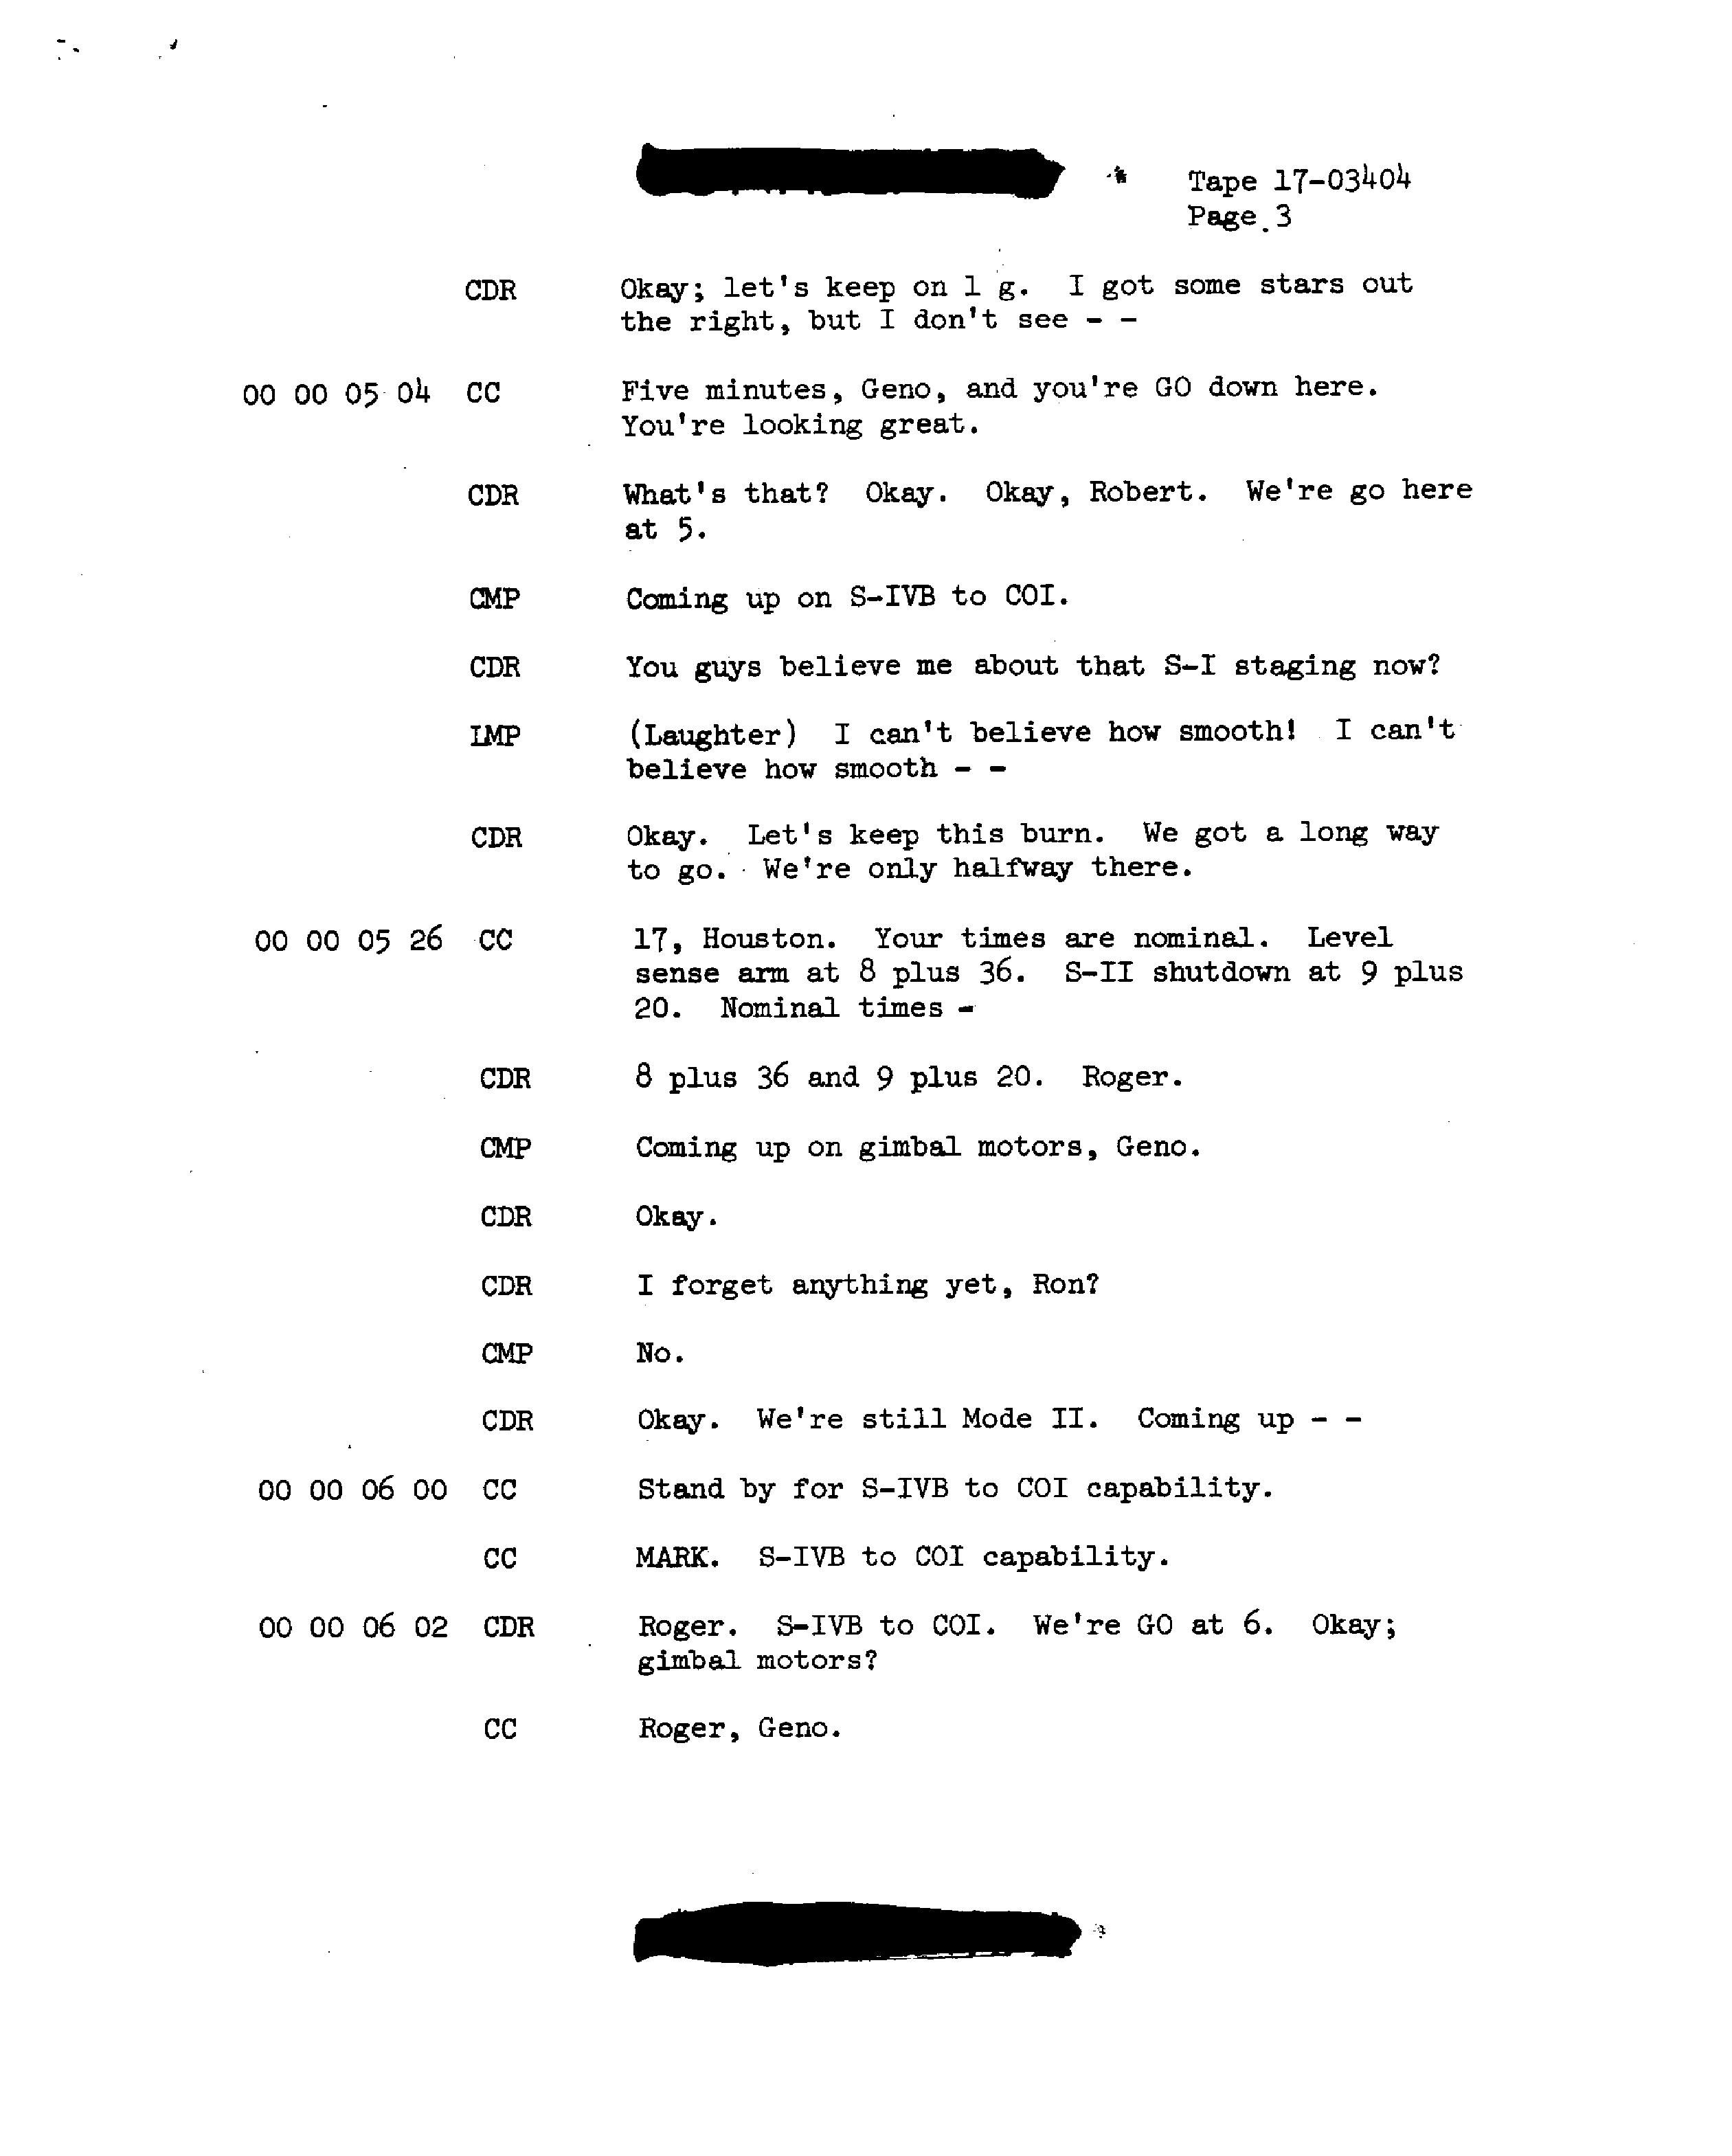 Tape 17-03404
Page 3
CDR Okay; let's keep on 1 g. I got some stars out
the right, but I don't see - -
00 00 05 04 CC Five minutes, Geno, and you're GO down here.
You're looking great.
CDR What's that? Okay. Okay, Robert. We're go here
at 5.
CMP Coming up on S-IVB to COI.
CDR You guys believe me about that S-I staging now?
LMP (Laughter) I can't believe how smooth! I can't
believe how smooth - -
CDR Okay. Let's keep this burn. We got a long way
to go. We're only halfway there.
00 00 05 26 CC 17, Houston. Your times are nominal. Level
sense arm at 8 plus 36. S-II shutdown at 9 plus
20. Nominal times -
CDR 8 plus 36 and 9 plus 20. Roger.
CMP Coming up on gimbal motors, Geno.
CDR Okay.
CDR I forget anything yet, Ron?
CMP No.
CDR Okay. We're still Mode II. Coming up - -
00 00 06 00 CC Stand by for S-IVB to COI capability.
CC MARK. S-IVB to COI capability.
00 00 06 02 CDR Roger. S-IVB to COI. We're GO at 6. Okay;
gimbal motors?
CC Roger, Geno.